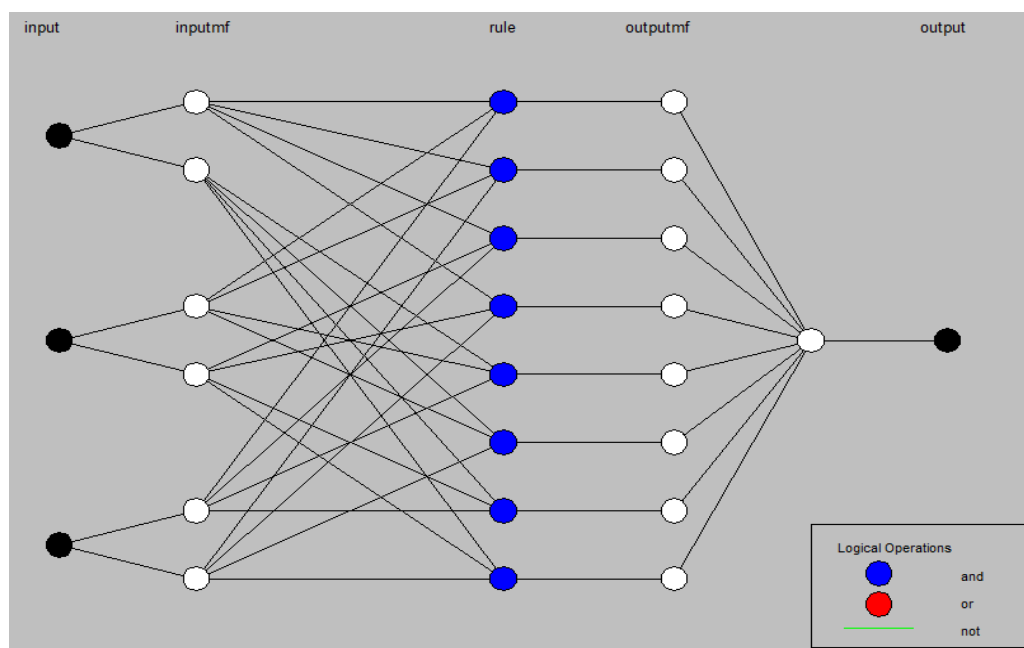 input inputmf rule outputmf output
Logical Operations
and
or
not